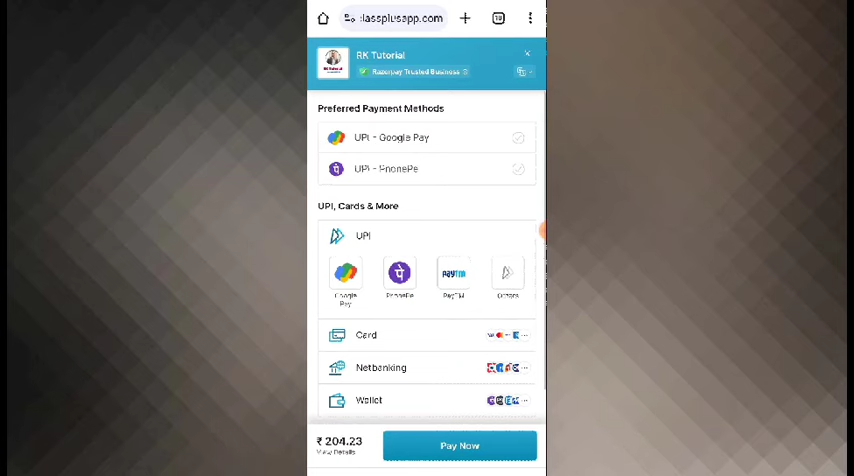 :lassplusapp.com
RK Tutorial
Razorpay Trusted Business
Preferred Payment Methods
UPI - Google Pay
UPI - PhonePe
UPI, Cards & More
UPI
Google Pay
PhonePe
PayTM
Others
Card
Netbanking
Wallet
₹ 204.23
View Details
Pay Now